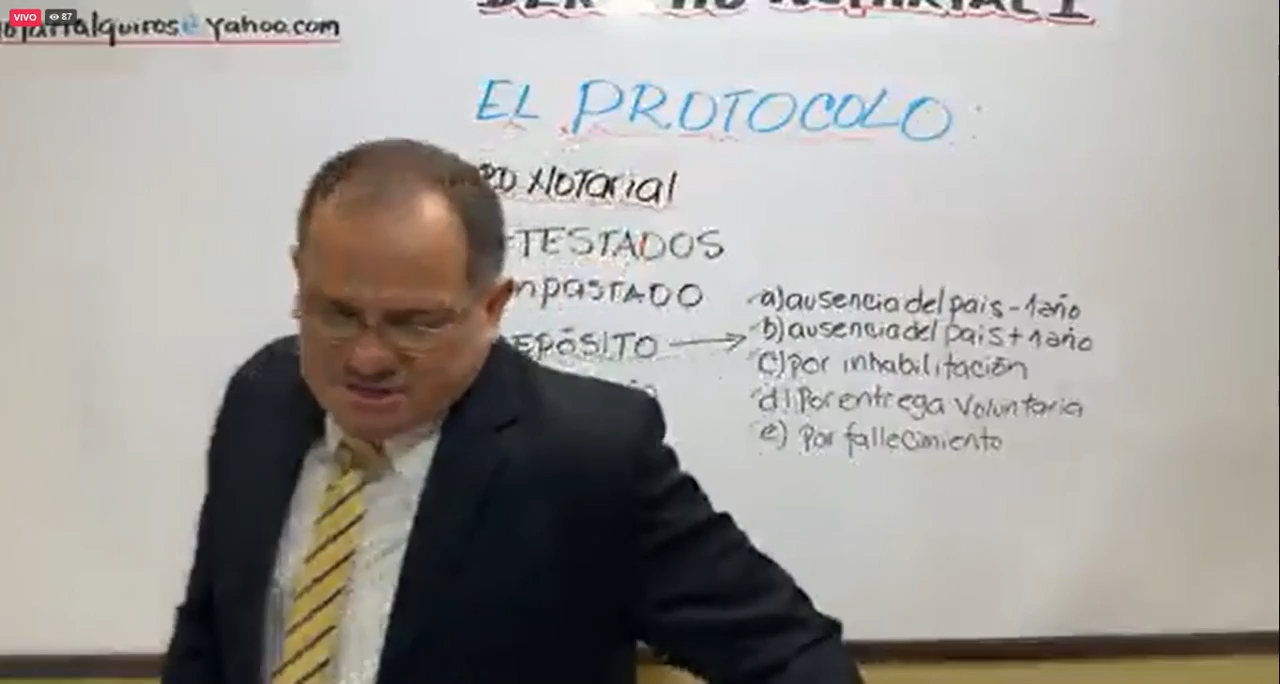 VIVO 87
yahoo.com
NOTARIAL I
EL PROTOCOLO
Notarial
TESTADOS
mpastado
EPÓSITO → a) ausencia del país - 1 año
b) ausencia del país + 1 año
c) Por inhabilitación
d) Por entrega voluntaria
e) Por fallecimiento